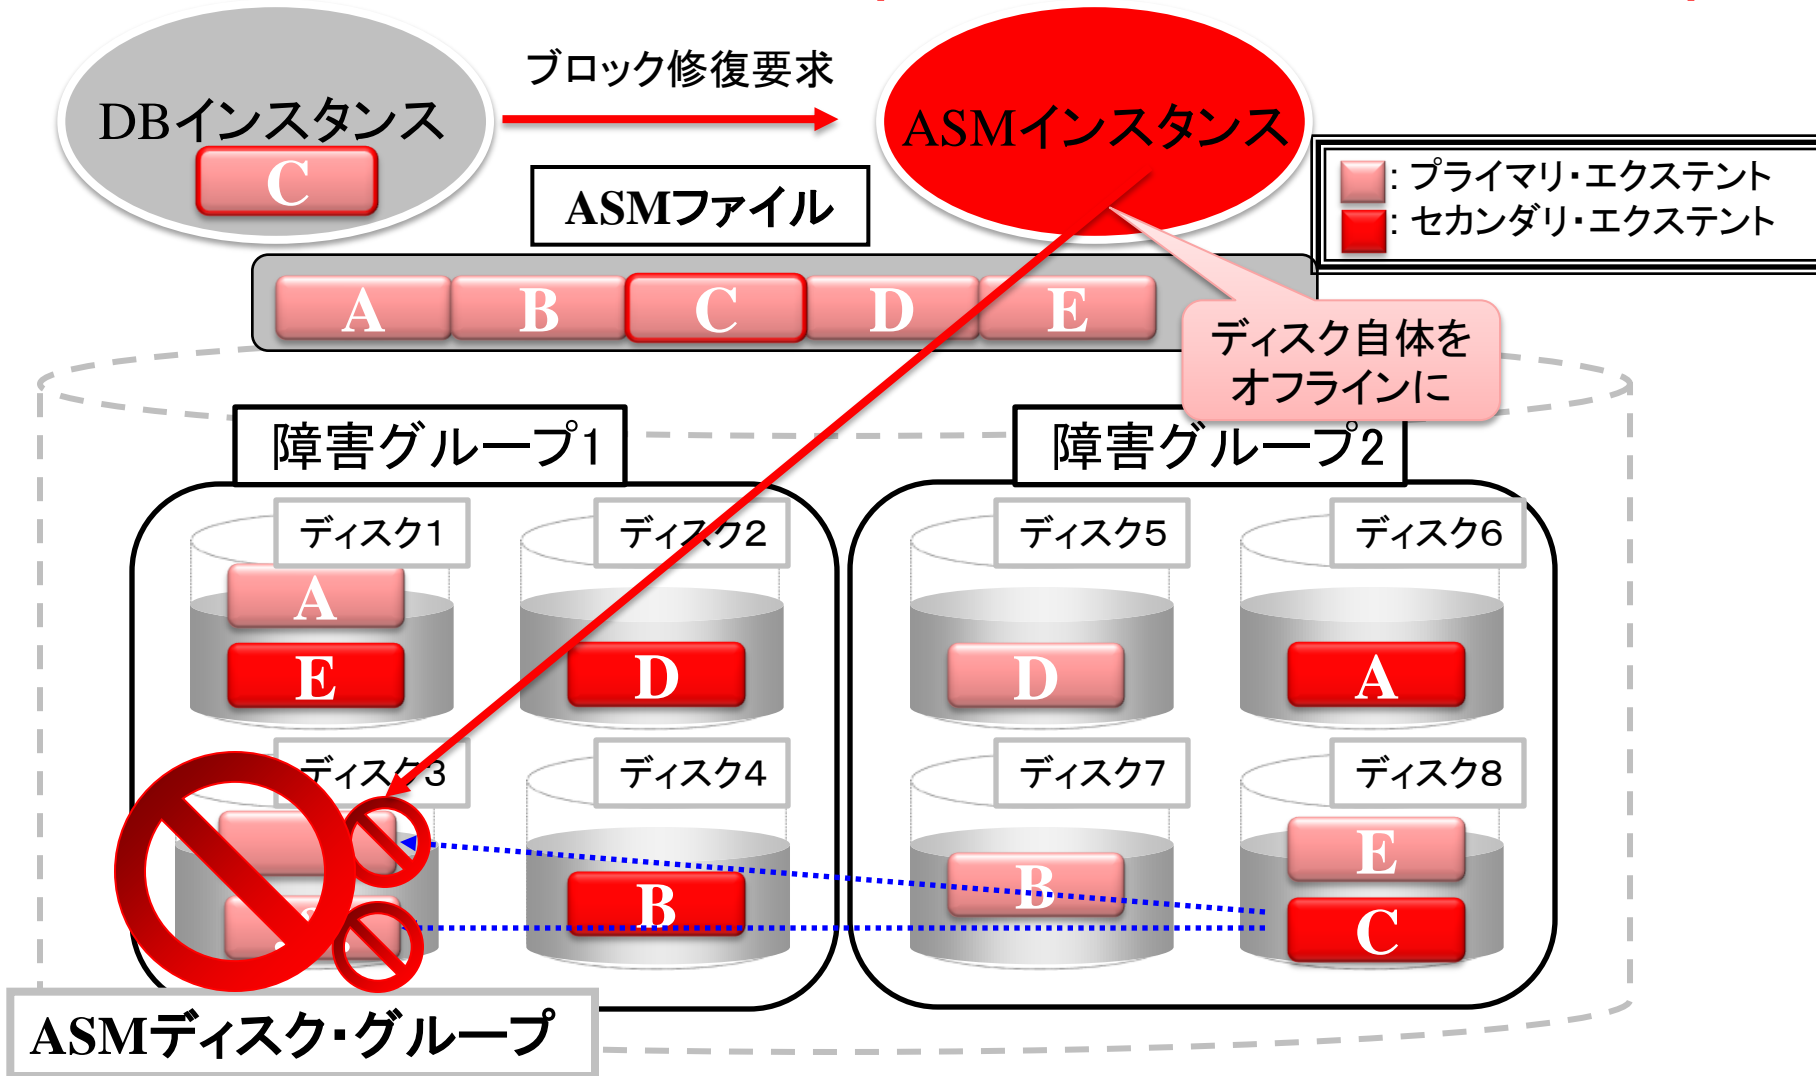 ブロック修復要求
DBインスタンス
C
ASMインスタンス
ASMファイル
: プライマリ・エクステント
: セカンダリ・エクステント
A B C D E
ディスク自体を
オフラインに
障害グループ1
障害グループ2
ディスク1
ディスク2
ディスク5
ディスク6
A
E
D
D
A
ディスク3
ディスク4
ディスク7
ディスク8
B
B
E
C
ASMディスク・グループ